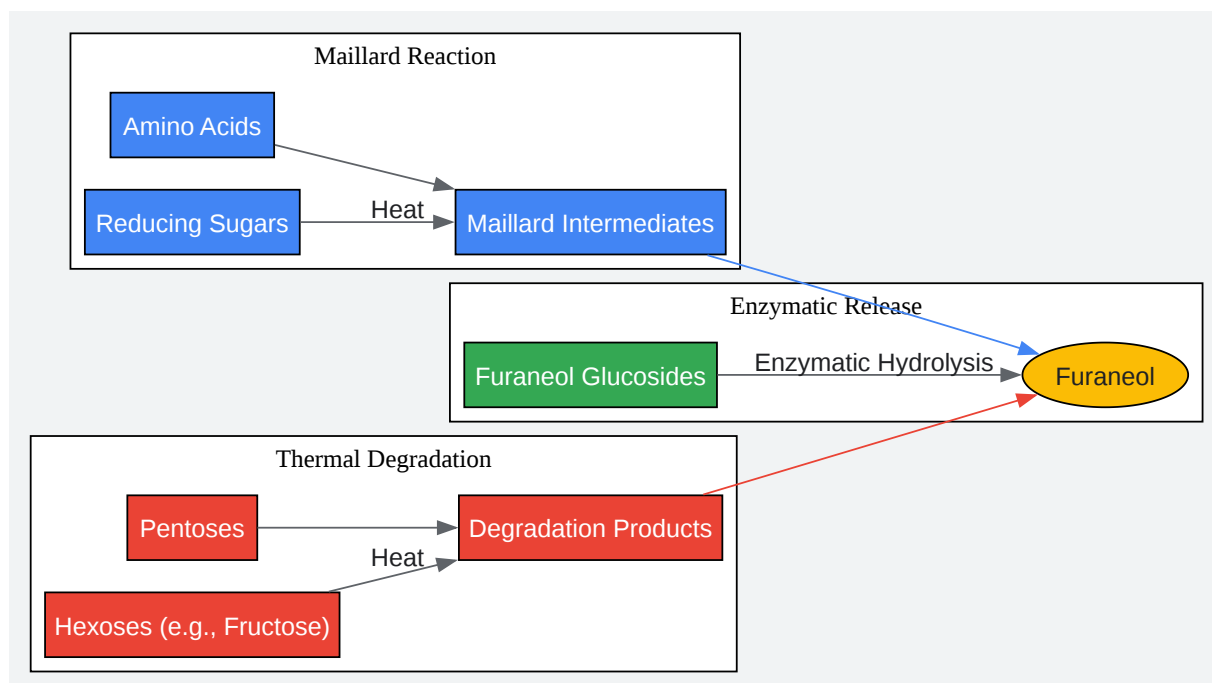 Maillard Reaction
Amino Acids
Reducing Sugars
Heat
Maillard Intermediates
Enzymatic Release
Furaneol Glucosides
Enzymatic Hydrolysis
Furaneol
Thermal Degradation
Pentoses
Degradation Products
Heat
Hexoses (e.g., Fructose)